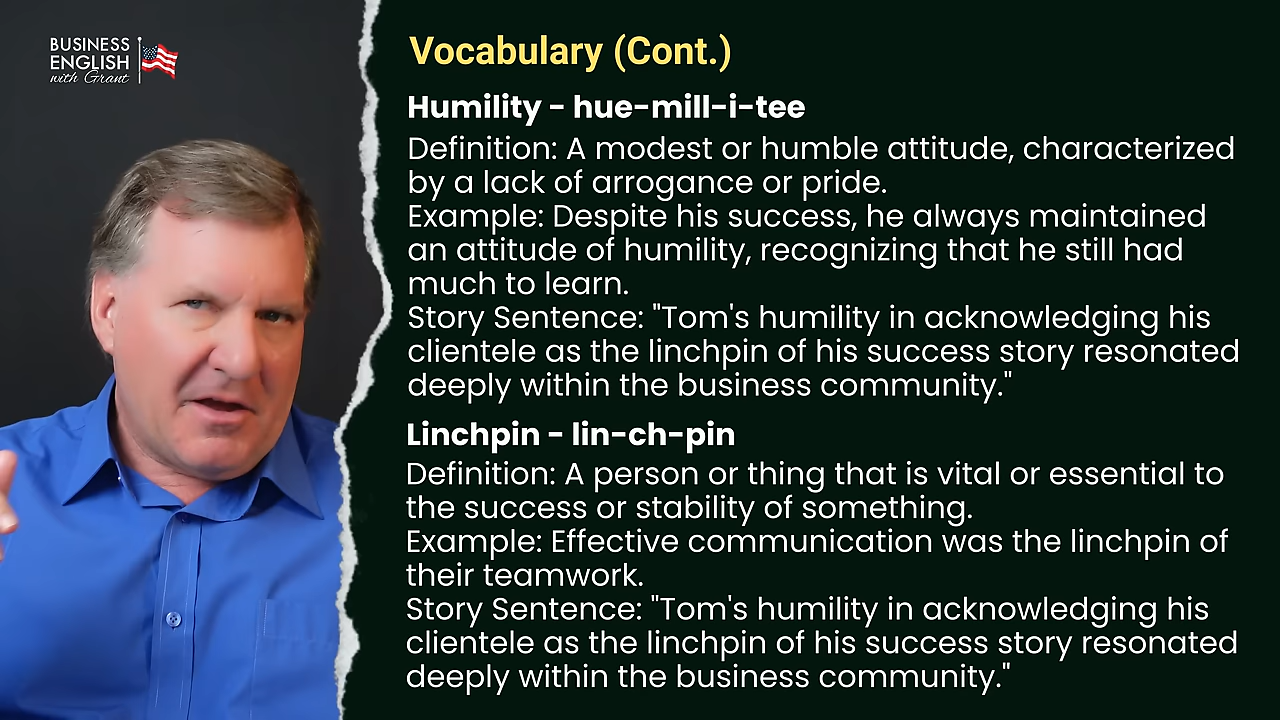 BUSINESS
ENGLISH
with Grant
Vocabulary (Cont.)
Humility - hue-mill-i-tee
Definition: A modest or humble attitude, characterized
by a lack of arrogance or pride.
Example: Despite his success, he always maintained
an attitude of humility, recognizing that he still had
much to learn.
Story Sentence: "Tom's humility in acknowledging his
clientele as the linchpin of his success story resonated
deeply within the business community."
Linchpin - lin-ch-pin
Definition: A person or thing that is vital or essential to
the success or stability of something.
Example: Effective communication was the linchpin of
their teamwork.
Story Sentence: "Tom's humility in acknowledging his
clientele as the linchpin of his success story resonated
deeply within the business community."